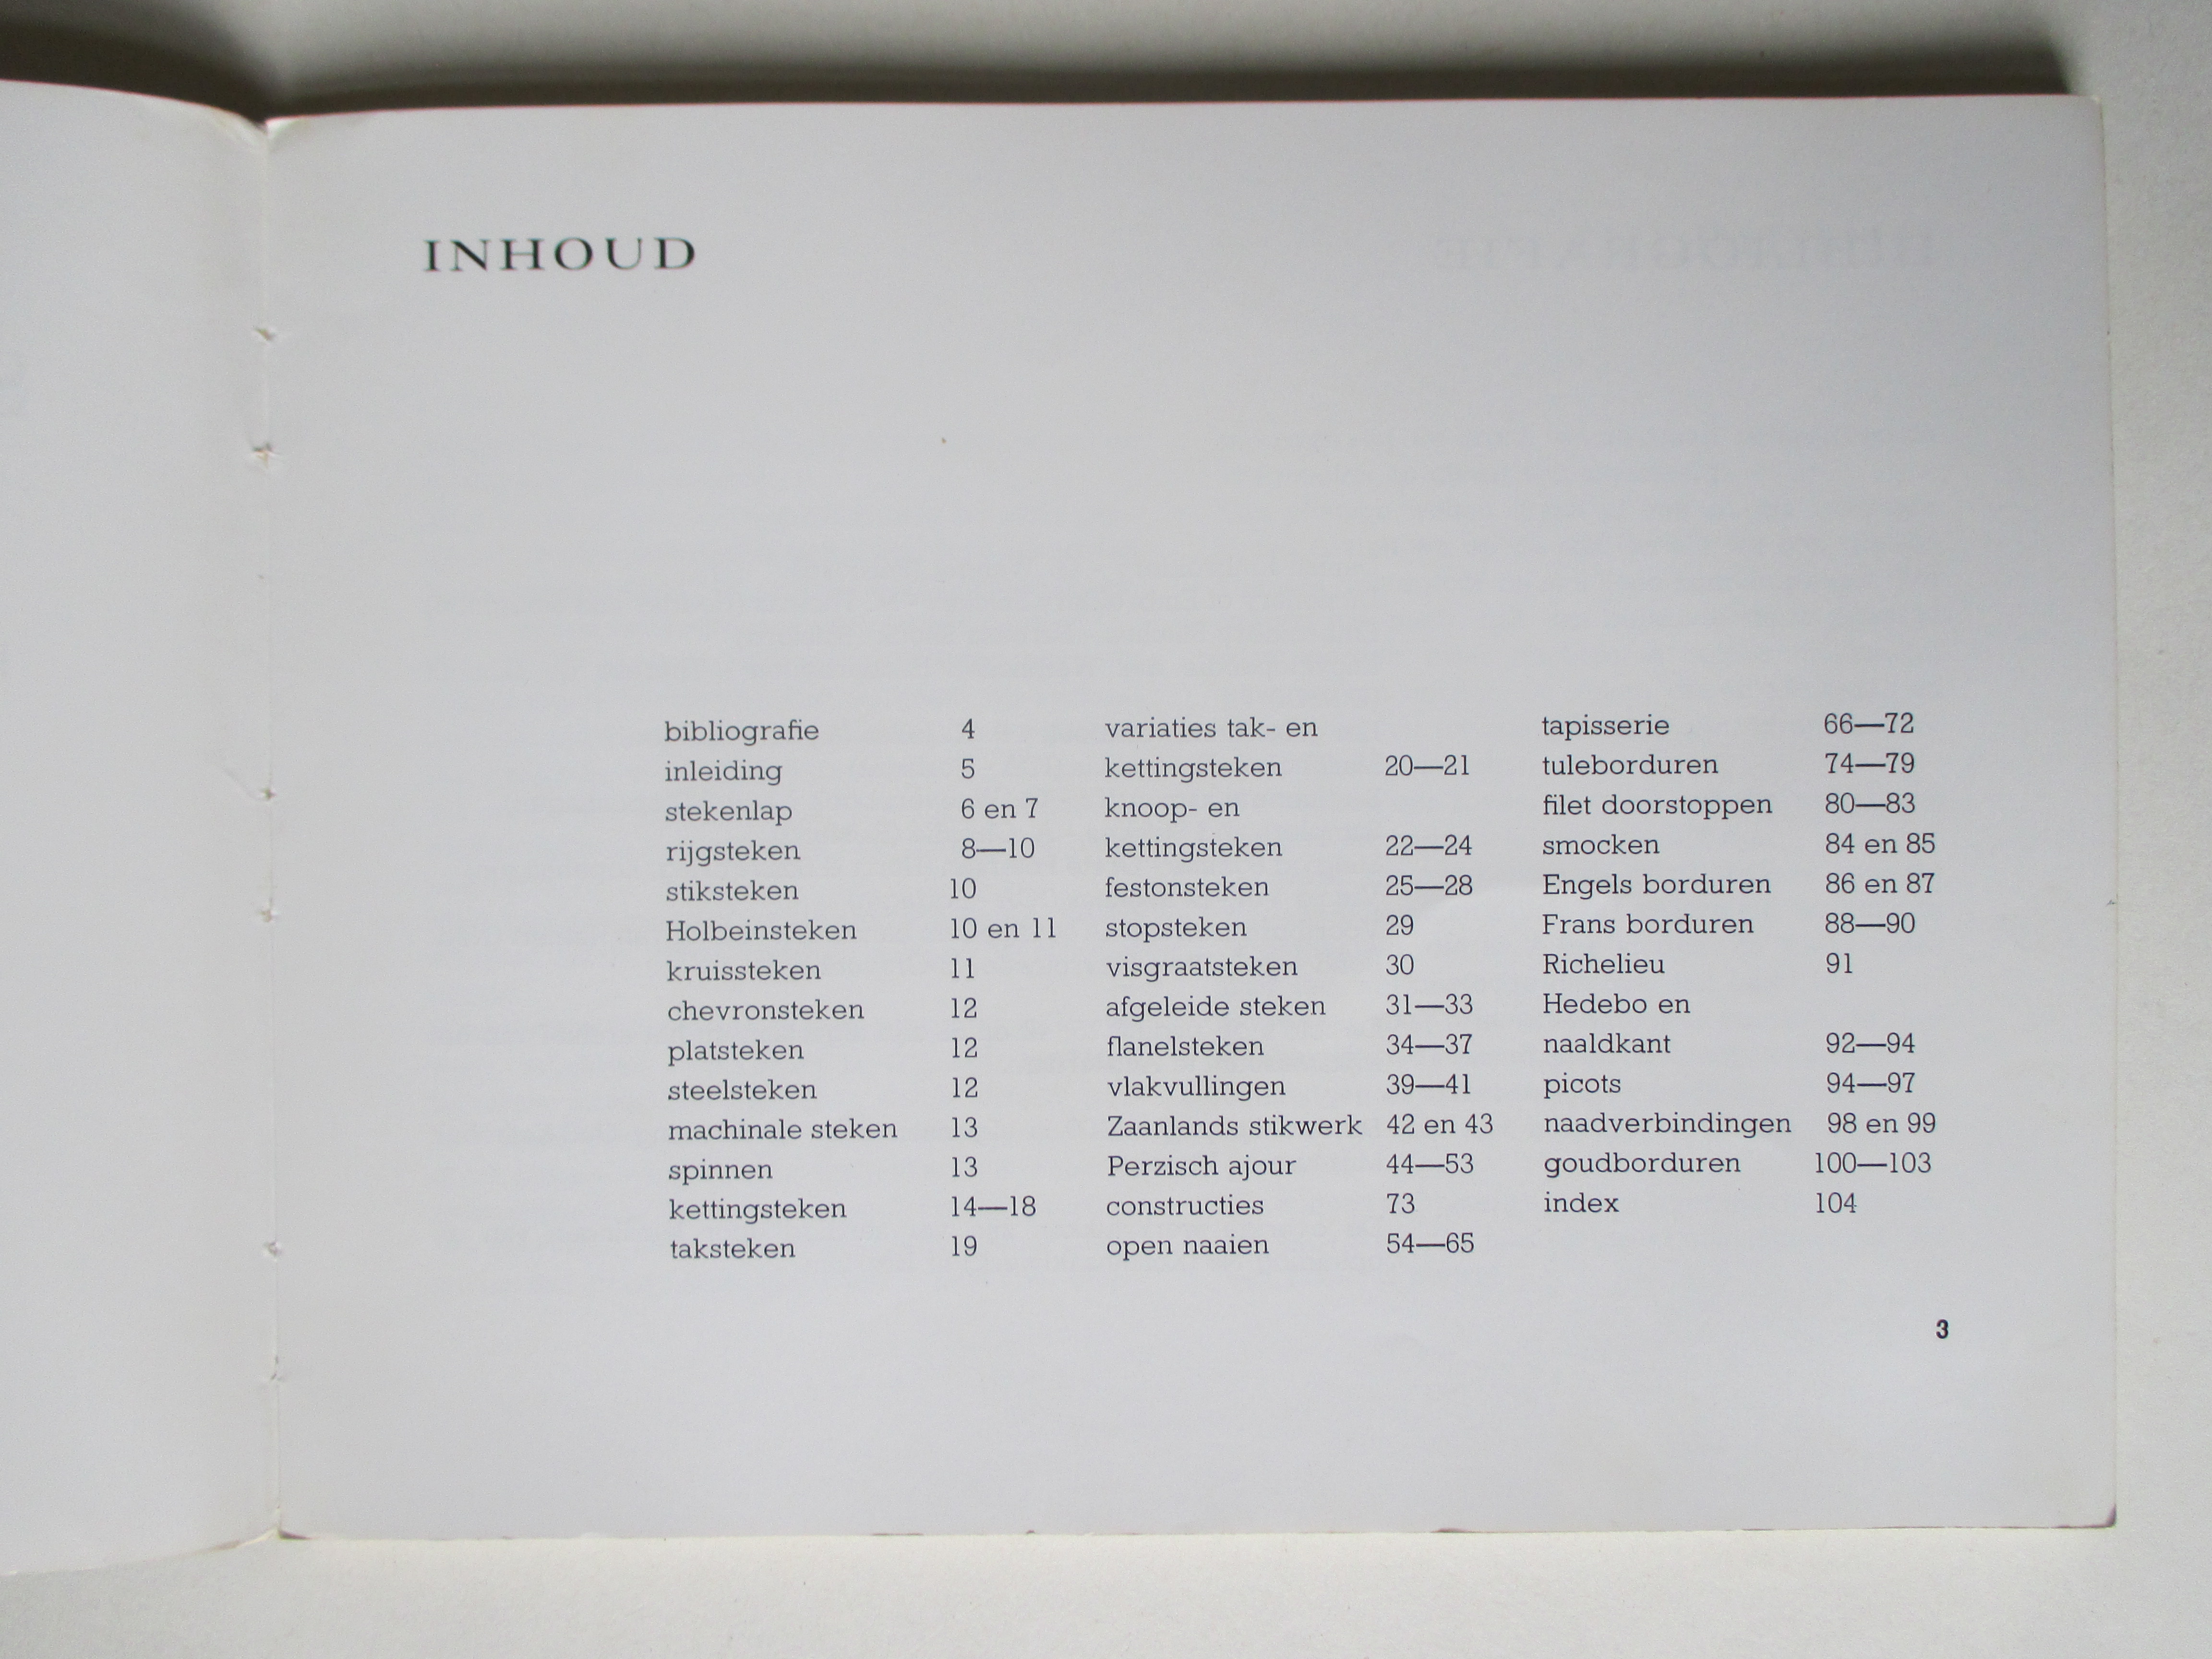 INHOUD
bibliografie 4
inleiding 5
stekenlap 6 en 7
rijgsteken 8—10
stiksteken 10
Holbeinsteken 10 en 11
kruissteken 11
chevronsteken 12
platsteken 12
steelsteken 12
machinale steken 13
spinnen 13
kettingsteken 14—18
taksteken 19
variaties tak- en
kettingsteken 20—21
knoop- en
kettingsteken 22—24
festonsteken 25—28
stopsteken 29
visgraatsteken 30
afgeleide steken 31—33
flanelsteken 34—37
vlakvullingen 39—41
Zaanlands stikwerk 42 en 43
Perzisch ajour 44—53
constructies 73
open naaien 54—65
tapisserie 66—72
tuleborduren 74—79
filet doorstoppen 80—83
smocken 84 en 85
Engels borduren 86 en 87
Frans borduren 88—90
Richelieu 91
Hedebo en
naaldkant 92—94
picots 94—97
naadverbindingen 98 en 99
goudborduren 100—103
index 104
3